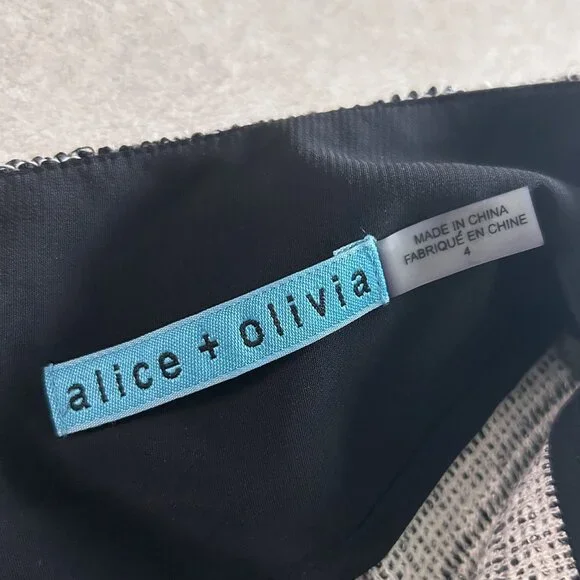 alice + olivia
MADE IN CHINA
FABRIQUÉ EN CHINE
4